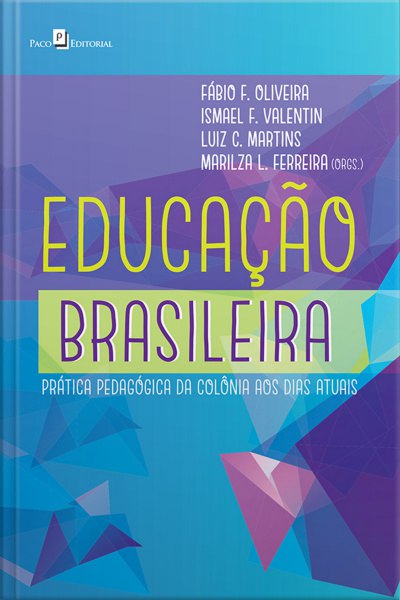 PACO EDITORIAL
FÁBIO F. OLIVEIRA
ISMAEL F. VALENTIN
LUIZ C. MARTINS
MARILZA L. FERREIRA (ORGS.)
EDUCAÇÃO
BRASILEIRA
PRÁTICA PEDAGÓGICA DA COLÔNIA AOS DIAS ATUAIS